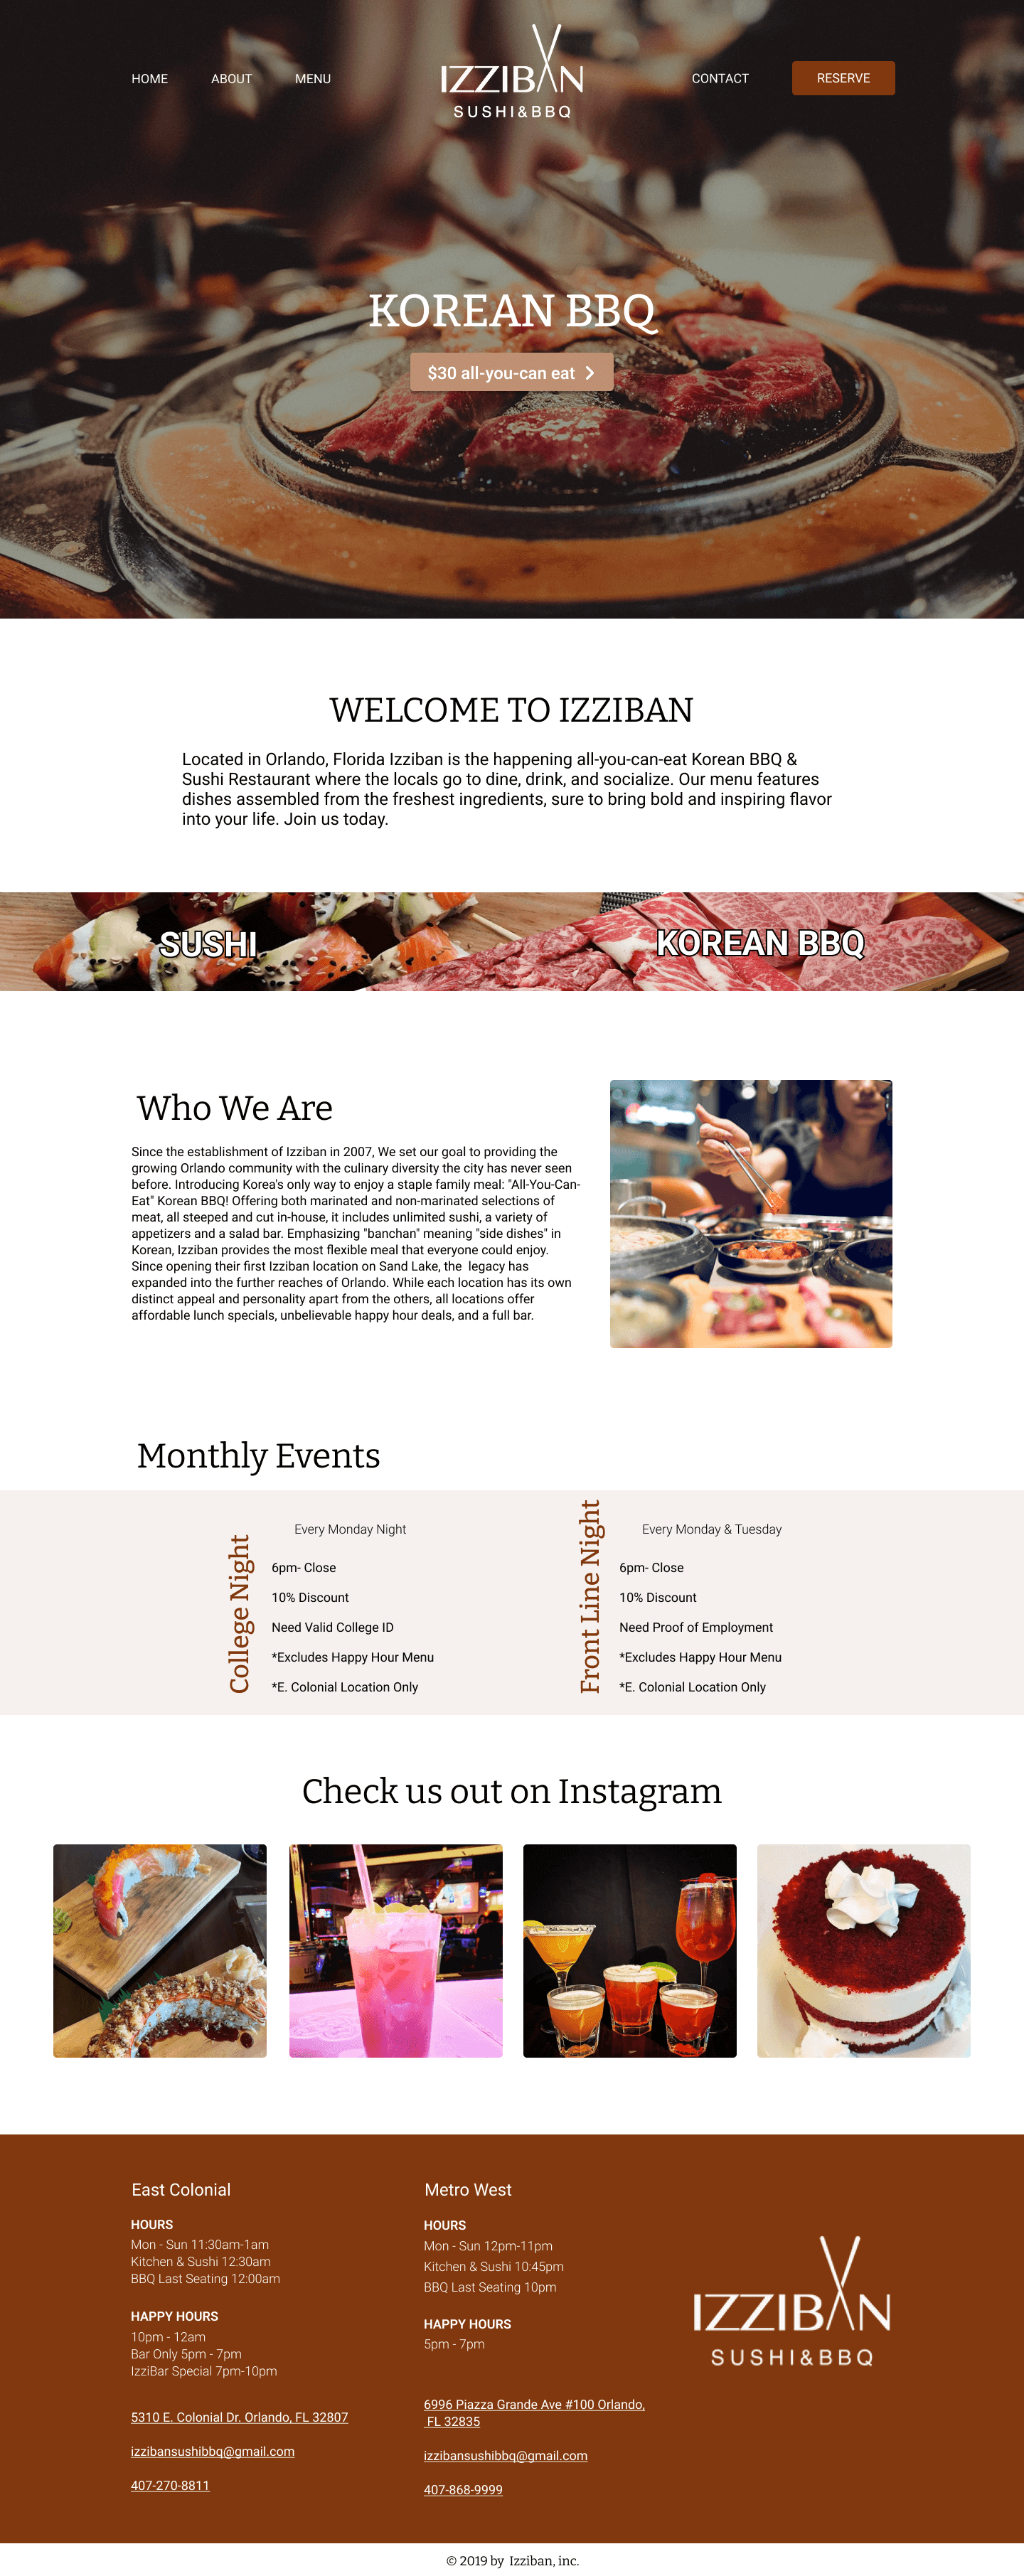 HOME
ABOUT
MENU
IZZIBAN
SUSHI&BBQ
CONTACT
RESERVE
KOREAN BBQ
$30 all-you-can eat
WELCOME TO IZZIBAN
Located in Orlando, Florida Izziban is the happening all-you-can-eat Korean BBQ &
Sushi Restaurant where the locals go to dine, drink, and socialize. Our menu features
dishes assembled from the freshest ingredients, sure to bring bold and inspiring flavor
into your life. Join us today.
SUSHI
KOREAN BBQ
Who We Are
Since the establishment of Izziban in 2007, We set our goal to providing the
growing Orlando community with the culinary diversity the city has never seen
before. Introducing Korea's only way to enjoy a staple family meal: "All-You-Can-
Eat" Korean BBQ! Offering both marinated and non-marinated selections of
meat, all steeped and cut in-house, it includes unlimited sushi, a variety of
appetizers and a salad bar. Emphasizing "banchan" meaning "side dishes" in
Korean, Izziban provides the most flexible meal that everyone could enjoy.
Since opening their first Izziban location on Sand Lake, the legacy has
expanded into the further reaches of Orlando. While each location has its own
distinct appeal and personality apart from the others, all locations offer
affordable lunch specials, unbelievable happy hour deals, and a full bar.
Monthly Events
College Night
Every Monday Night
6pm- Close
10% Discount
Need Valid College ID
*Excludes Happy Hour Menu
*E. Colonial Location Only
Front Line Night
Every Monday & Tuesday
6pm- Close
10% Discount
Need Proof of Employment
*Excludes Happy Hour Menu
*E. Colonial Location Only
Check us out on Instagram
East Colonial
HOURS
Mon - Sun 11:30am-1am
Kitchen & Sushi 12:30am
BBQ Last Seating 12:00am
HAPPY HOURS
10pm - 12am
Bar Only 5pm - 7pm
IzziBar Special 7pm-10pm
5310 E. Colonial Dr. Orlando, FL 32807
izzibansushibbq@gmail.com
407-270-8811
Metro West
HOURS
Mon - Sun 12pm-11pm
Kitchen & Sushi 10:45pm
BBQ Last Seating 10pm
HAPPY HOURS
5pm - 7pm
6996 Piazza Grande Ave #100 Orlando,
FL 32835
izzibansushibbq@gmail.com
407-868-9999
IZZIBAN
SUSHI&BBQ
© 2019 by Izziban, inc.